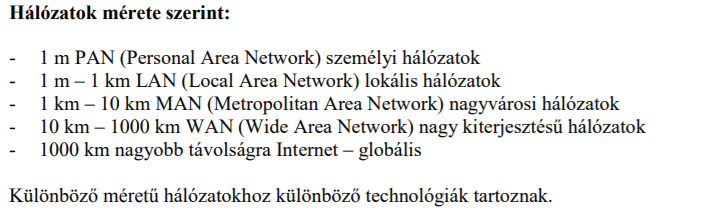 Hálózatok mérete szerint:
- 1 m PAN (Personal Area Network) személyi hálózatok
- 1 m – 1 km LAN (Local Area Network) lokális hálózatok
- 1 km – 10 km MAN (Metropolitan Area Network) nagyvárosi hálózatok
- 10 km – 1000 km WAN (Wide Area Network) nagy kiterjesztésű hálózatok
- 1000 km nagyobb távolságra Internet – globális
Különböző méretű hálózatokhoz különböző technológiák tartoznak.